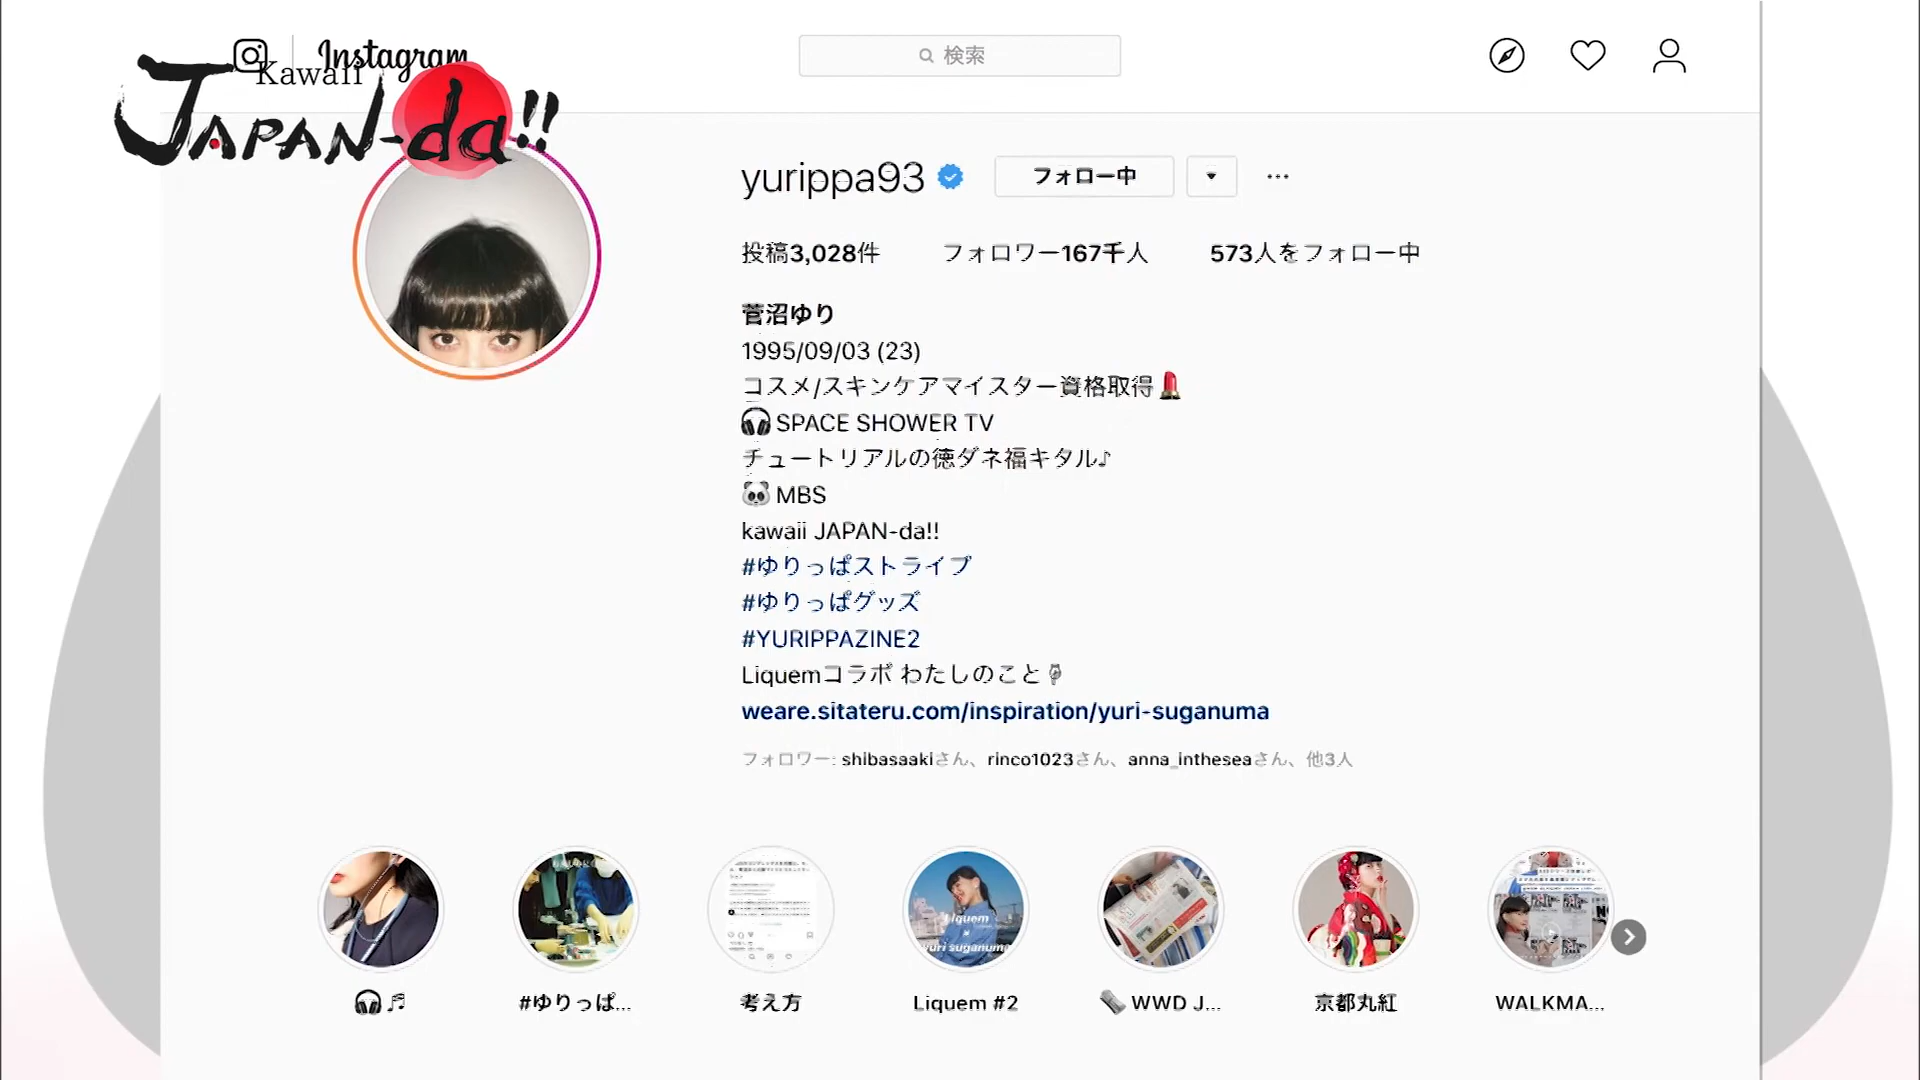 Instagram
検索
Kawaii
JAPAN-da!!
yurippa93
フォロー中
投稿3,028件 フォロワー167千人 573人をフォロー中
菅沼ゆり
1995/09/03 (23)
コスメ/スキンケアマイスター資格取得💄
🎧SPACE SHOWER TV
チュートリアルの徳ダネ福キタル♪
🐼MBS
kawaii JAPAN-da!!
#ゆりっぱストライプ
#ゆりっぱグッズ
#YURIPPAZINE2
Liquemコラボ わたしのこと👇
weare.sitateru.com/inspiration/yuri-suganuma
フォロワー: shibasaakiさん、rinco1023さん、anna_intheseaさん、他3人
Liquem
yuri suganuma
🎧🎵
#ゆりっぱ...
考え方
Liquem #2
🗞️ WWD J...
京都丸紅
WALKMA...